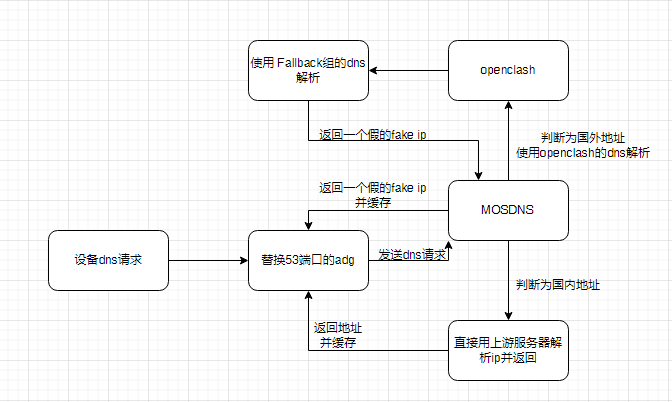 使用 Fallback组的dns
解析
openclash
返回一个假的fake ip
判断为国外地址
使用openclash的dns解析
返回一个假的fake ip
并缓存
MOSDNS
设备dns请求
替换53端口的adg
发送dns请求
判断为国内地址
返回地址
并缓存
直接用上游服务器解
析ip并返回